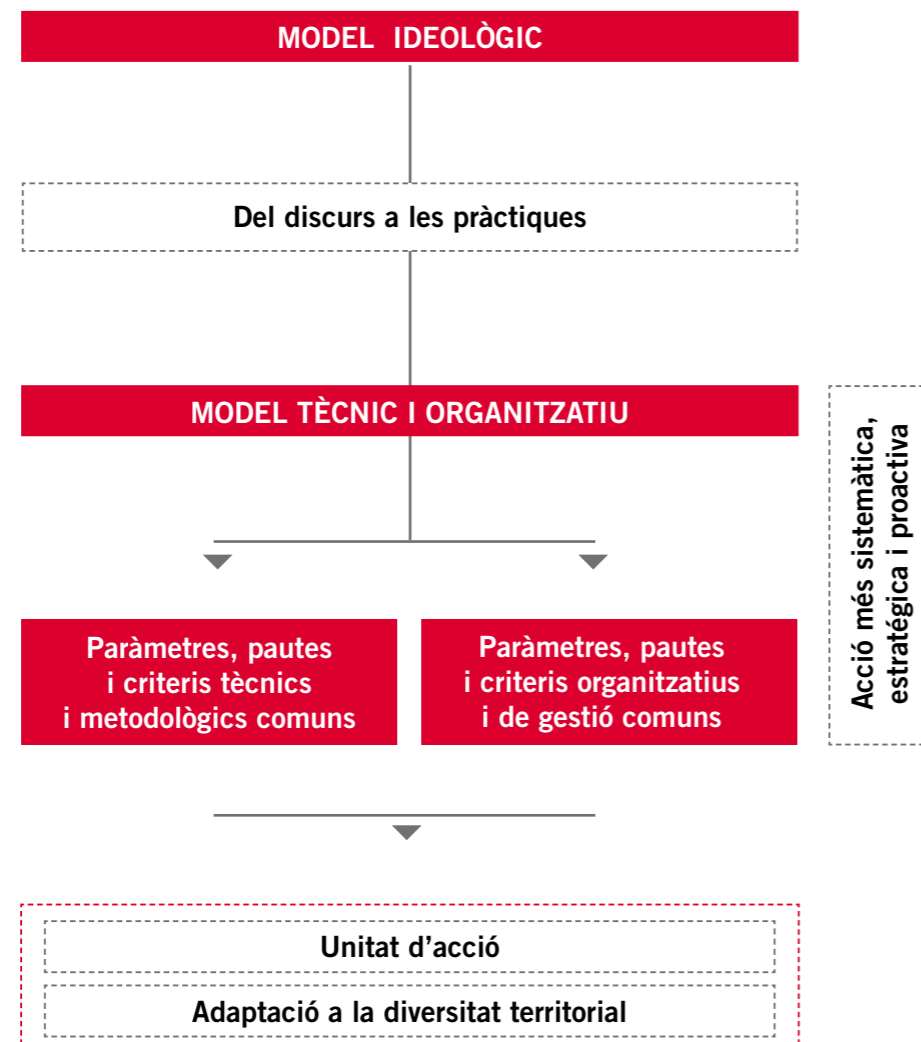 MODEL IDEOLÒGIC
Del discurs a les pràctiques
MODEL TÈCNIC I ORGANITZATIU
Acció més sistemàtica,
estratégica i proactiva
Paràmetres, pautes
i criteris tècnics
i metodològics comuns
Paràmetres, pautes
i criteris organitzatius
i de gestió comuns
Unitat d’acció
Adaptació a la diversitat territorial